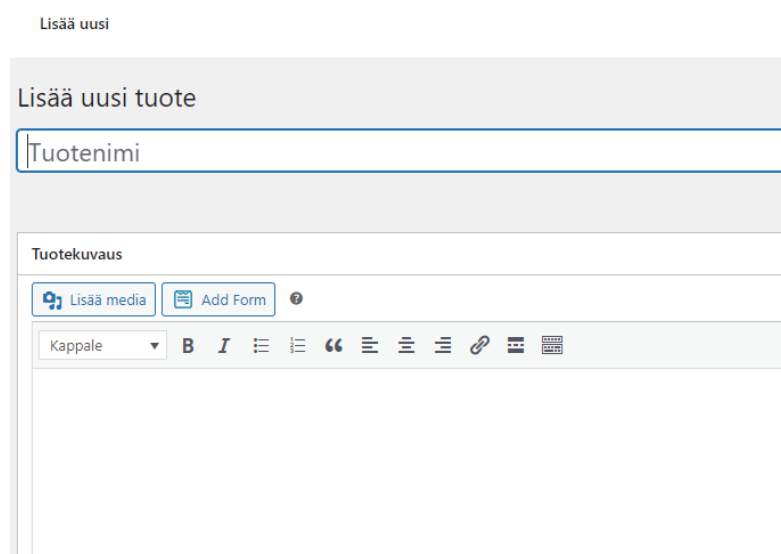 Lisää uusi
Lisää uusi tuote
Tuotenimi
Tuotekuvaus
Lisää media Add Form ?
Kappale B I